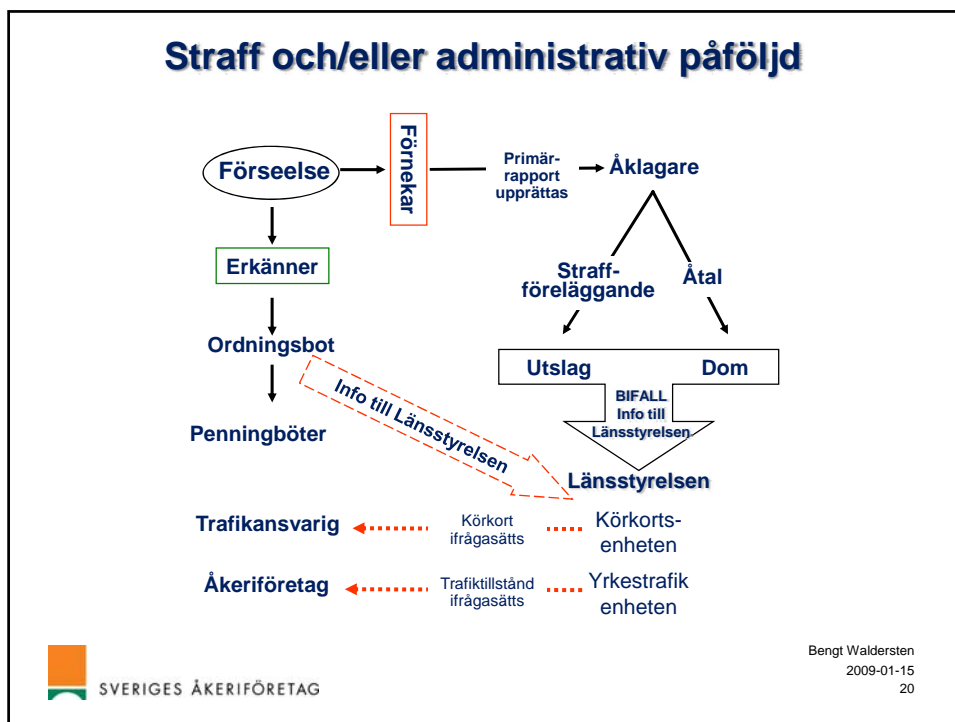 Straff och/eller administrativ påföljd
Förseelse
Förnekar
Primär-
rapport
upprättas
Åklagare
Erkänner
Straff-
föreläggande
Åtal
Ordningsbot
Utslag
Dom
Info till Länsstyrelsen
BIFALL
Info till
Länsstyrelsen
Penningböter
Länsstyrelsen
Trafikansvarig
Körkort
ifrågasätts
Körkorts-
enheten
Åkeriföretag
Trafiktillstånd
ifrågasätts
Yrkestrafik
enheten
SVERIGES ÅKERIFÖRETAG
Bengt Waldersten
2009-01-15
20